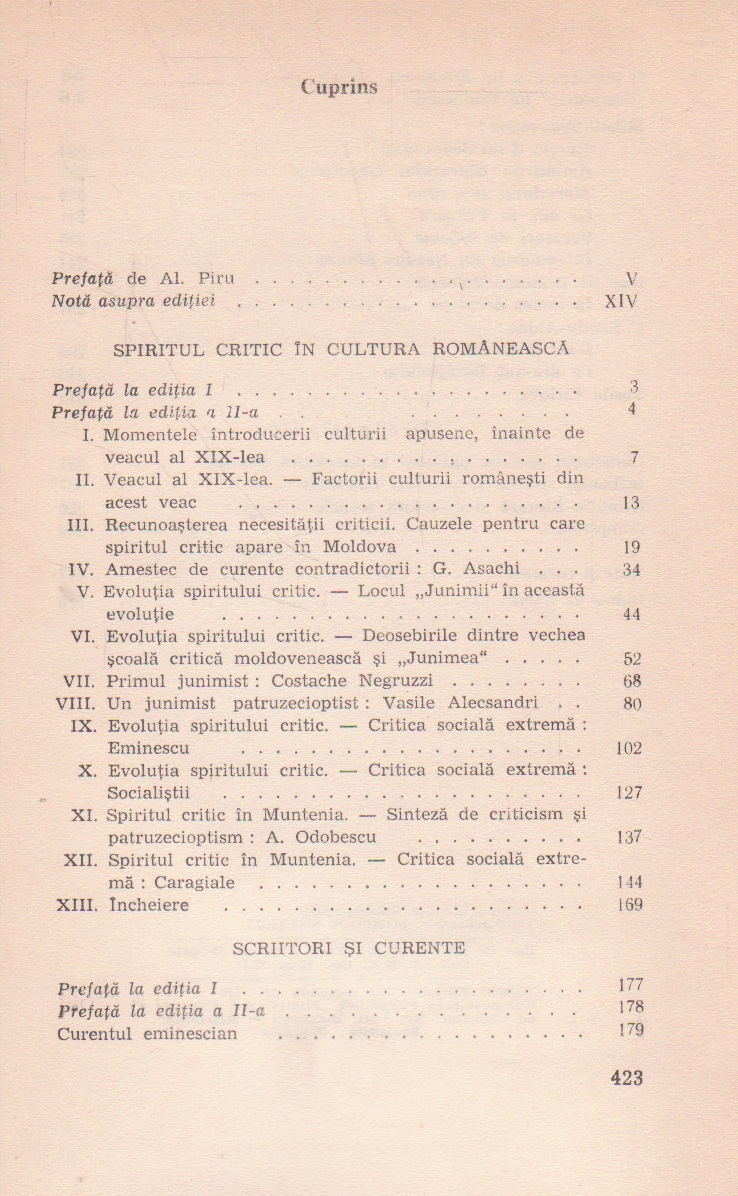 Cuprins
Prefață de Al. Piru . . . . . . . . . . . . . . . . . . . V
Notă asupra ediției . . . . . . . . . . . . . . . . . . . . XIV
SPIRITUL CRITIC ÎN CULTURA ROMÂNEASCĂ
Prefață la ediția I . . . . . . . . . . . . . . . . . . . . 3
Prefață la ediția a II-a . . . . . . . . . . . . . . . . 4
I. Momentele introducerii culturii apusene, înainte de
veacul al XIX-lea . . . . . . . . . . . . . . . . . 7
II. Veacul al XIX-lea. — Factorii culturii românești din
acest veac . . . . . . . . . . . . . . . . . . . . 13
III. Recunoașterea necesității criticii. Cauzele pentru care
spiritul critic apare în Moldova . . . . . . . . . . 19
IV. Amestec de curente contradictorii : G. Asachi . . . 34
V. Evoluția spiritului critic. — Locul „Junimii“ în această
evoluție . . . . . . . . . . . . . . . . . . . . . 44
VI. Evoluția spiritului critic. — Deosebirile dintre vechea
școală critică moldovenească și „Junimea“ . . . . . 52
VII. Primul junimist : Costache Negruzzi . . . . . . . . 68
VIII. Un junimist patruzecioptist : Vasile Alecsandri . . 80
IX. Evoluția spiritului critic. — Critica socială extremă :
Eminescu . . . . . . . . . . . . . . . . . . . . 102
X. Evoluția spiritului critic. — Critica socială extremă :
Socialiștii . . . . . . . . . . . . . . . . . . . . . 127
XI. Spiritul critic în Muntenia. — Sinteză de criticism și
patruzecioptism : A. Odobescu . . . . . . . . . . 137
XII. Spiritul critic în Muntenia. — Critica socială extre-
mă : Caragiale . . . . . . . . . . . . . . . . . . . 144
XIII. Încheiere . . . . . . . . . . . . . . . . . . . . . 169
SCRIITORI ȘI CURENTE
Prefață la ediția I . . . . . . . . . . . . . . . . . . . . 177
Prefață la ediția a II-a . . . . . . . . . . . . . . . . . 178
Curentul eminescian . . . . . . . . . . . . . . . . . . 179
423